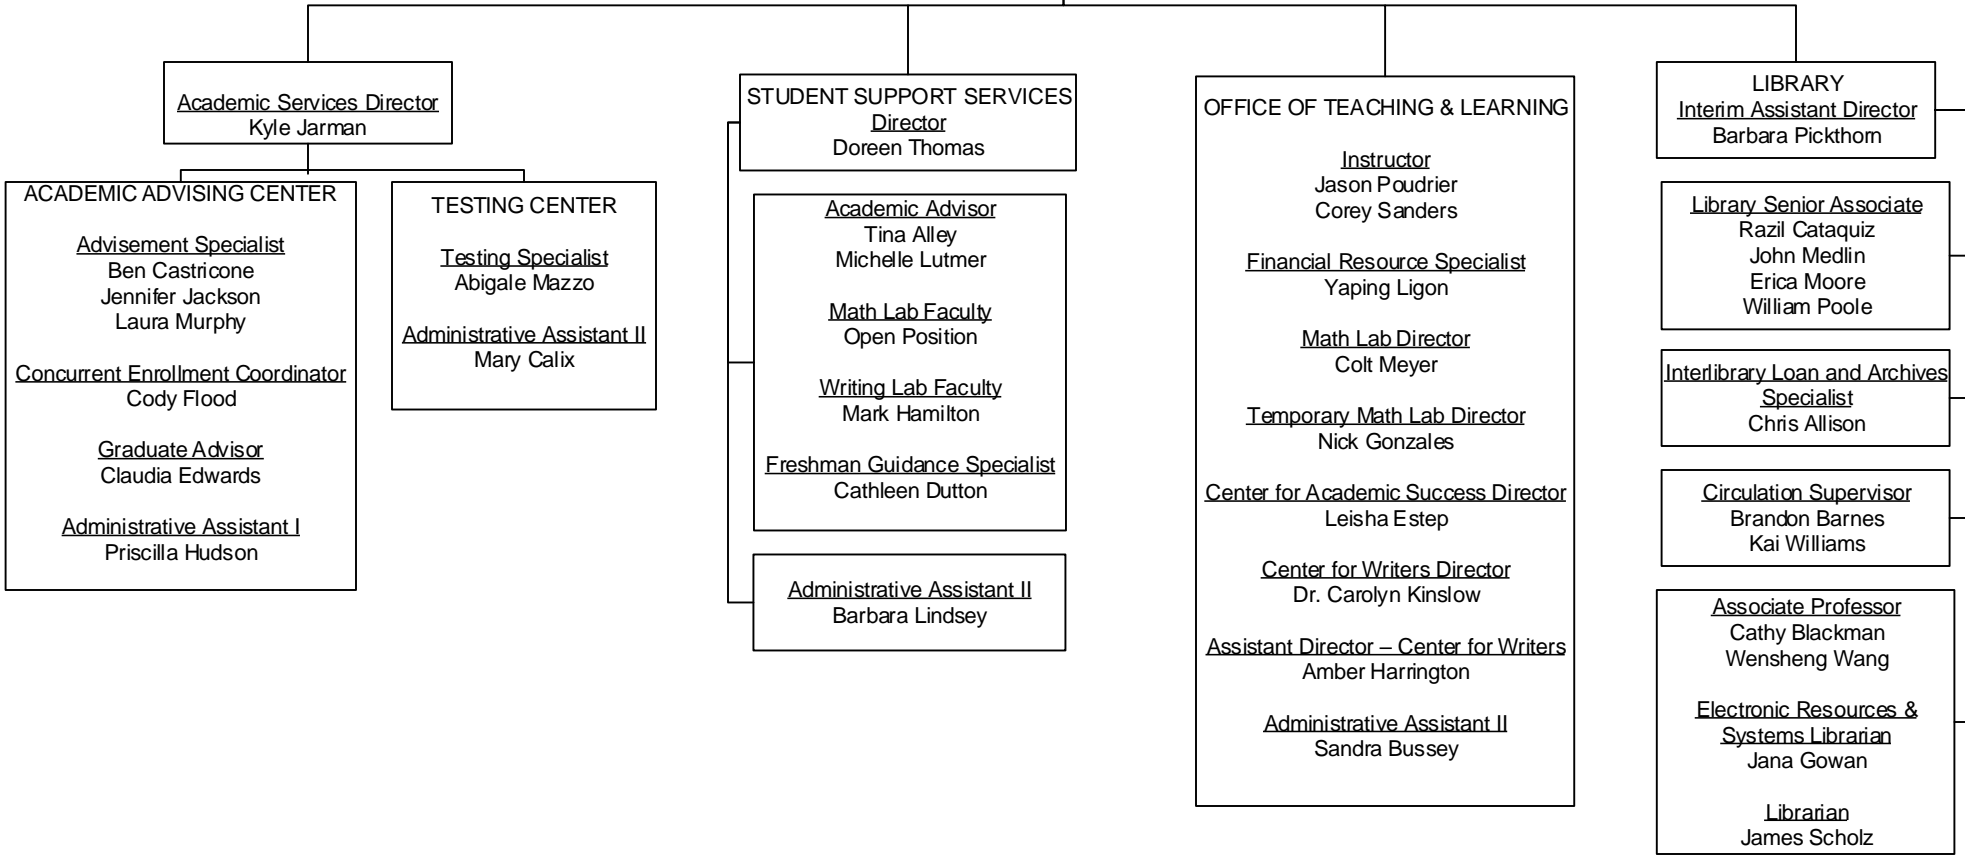 Academic Services Director
Kyle Jarman
ACADEMIC ADVISING CENTER
Advisement Specialist
Ben Castricone
Jennifer Jackson
Laura Murphy
Concurrent Enrollment Coordinator
Cody Flood
Graduate Advisor
Claudia Edwards
Administrative Assistant I
Priscilla Hudson
TESTING CENTER
Testing Specialist
Abigale Mazzo
Administrative Assistant II
Mary Calix
STUDENT SUPPORT SERVICES
Director
Doreen Thomas
Academic Advisor
Tina Alley
Michelle Lutmer
Math Lab Faculty
Open Position
Writing Lab Faculty
Mark Hamilton
Freshman Guidance Specialist
Cathleen Dutton
Administrative Assistant II
Barbara Lindsey
OFFICE OF TEACHING & LEARNING
Instructor
Jason Poudrier
Corey Sanders
Financial Resource Specialist
Yaping Ligon
Math Lab Director
Colt Meyer
Temporary Math Lab Director
Nick Gonzales
Center for Academic Success Director
Leisha Estep
Center for Writers Director
Dr. Carolyn Kinslow
Assistant Director – Center for Writers
Amber Harrington
Administrative Assistant II
Sandra Bussey
LIBRARY
Interim Assistant Director
Barbara Pickthorn
Library Senior Associate
Razil Cataquiz
John Medlin
Erica Moore
William Poole
Interlibrary Loan and Archives
Specialist
Chris Allison
Circulation Supervisor
Brandon Barnes
Kai Williams
Associate Professor
Cathy Blackman
Wensheng Wang
Electronic Resources &
Systems Librarian
Jana Gowan
Librarian
James Scholz